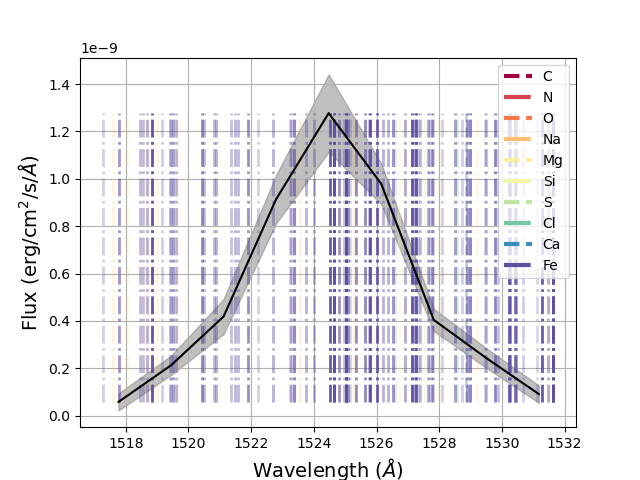 1e−9
1.4
1.2
1.0
0.8
0.6
0.4
0.2
0.0
Flux (erg/cm²/s/Å)
1518
1520
1522
1524
1526
1528
1530
1532
Wavelength (Å)
C
N
O
Na
Mg
Si
S
Cl
Ca
Fe